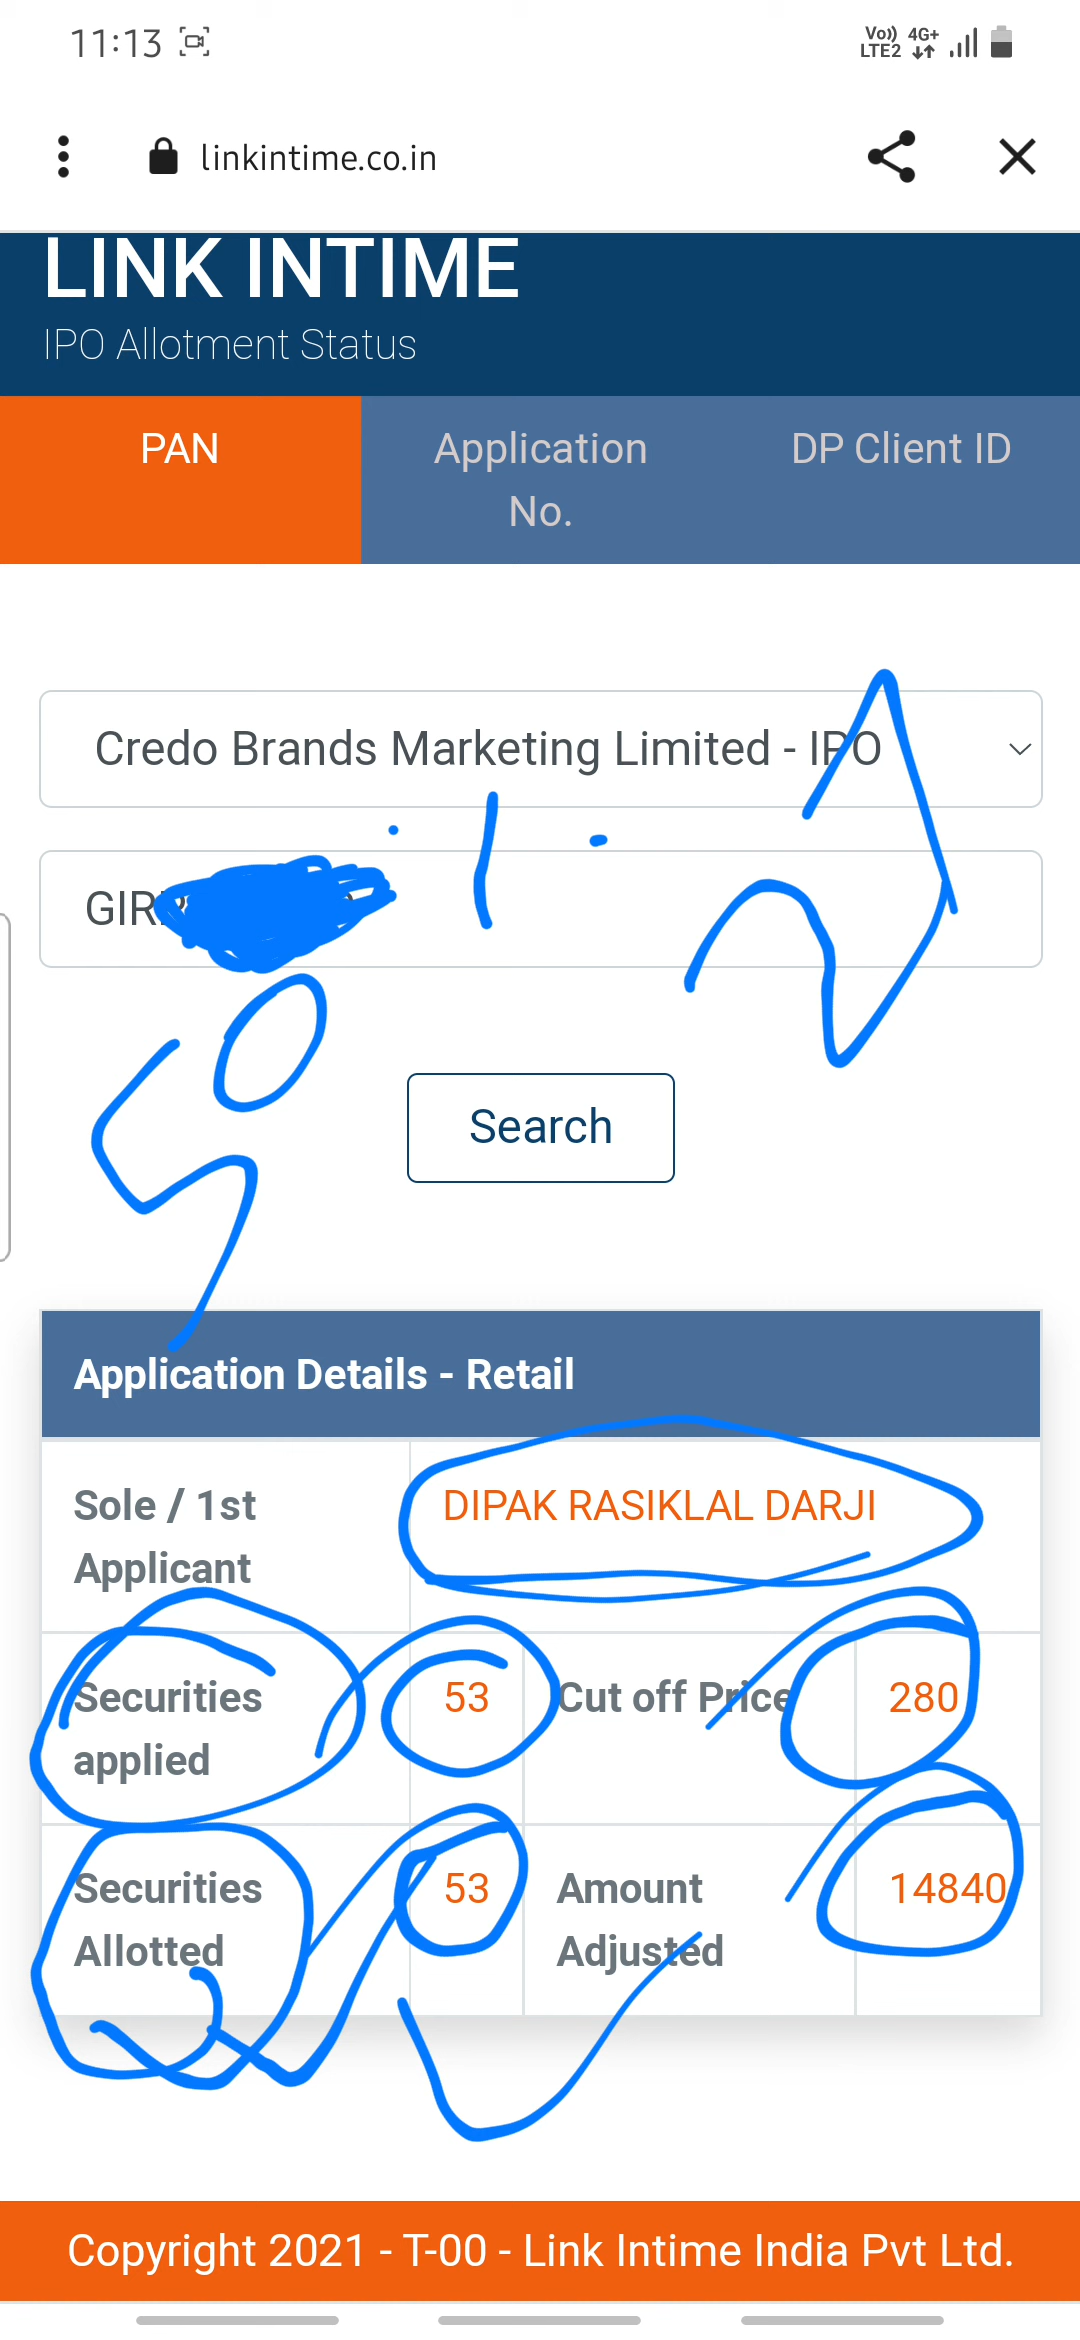 11:13 Vo)) LTE2 4G+
linkintime.co.in
LINK INTIME
IPO Allotment Status
PAN Application No. DP Client ID
Credo Brands Marketing Limited - IPO
GIR
Search
Application Details - Retail
Sole / 1st Applicant DIPAK RASIKLAL DARJI
Securities applied 53 Cut off Price 280
Securities Allotted 53 Amount Adjusted 14840
Copyright 2021 - T-00 - Link Intime India Pvt Ltd.